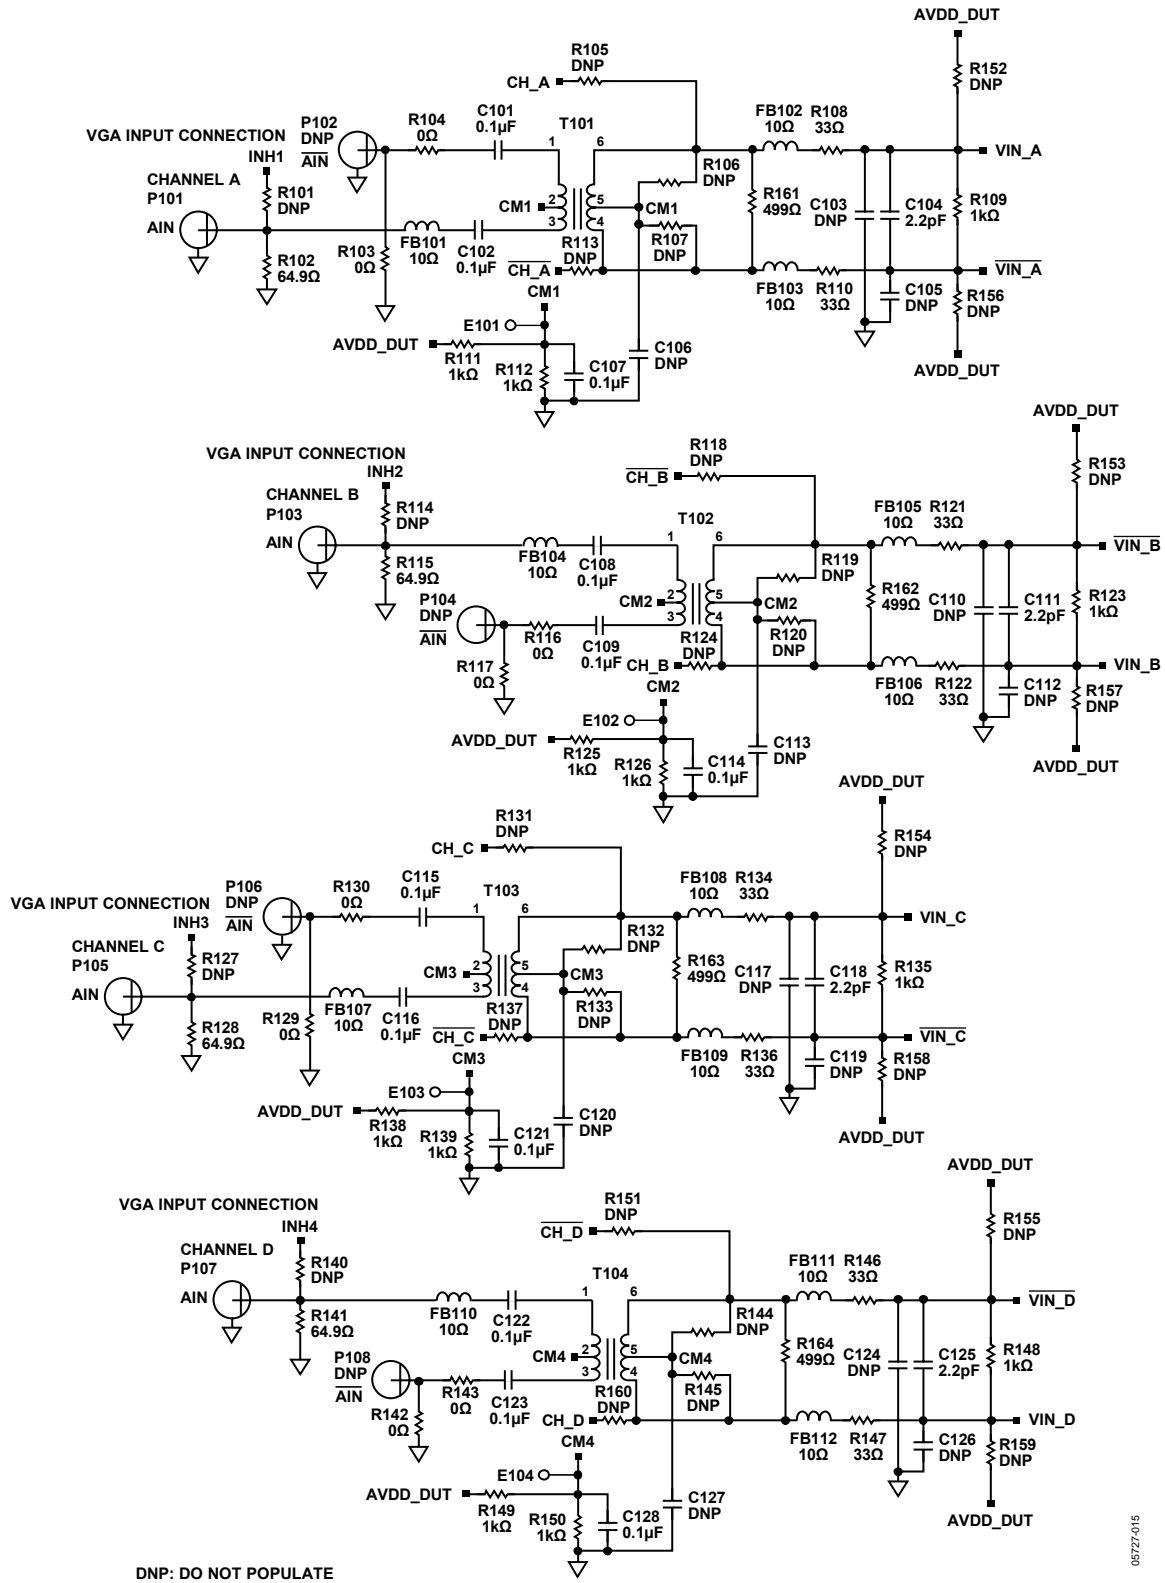 AVDD_DUT
R105
DNP
CH_A
R152
DNP
VGA INPUT CONNECTION
INH1
P102
DNP
AIN
R104
0Ω
C101
0.1µF
T101
1
2
3
6
5
4
FB102
10Ω
R108
33Ω
VIN_A
CHANNEL A
P101
AIN
R101
DNP
R102
64.9Ω
R103
0Ω
FB101
10Ω
C102
0.1µF
CM1
CM1
R106
DNP
R107
DNP
R113
DNP
CH_A
R161
499Ω
C103
DNP
C104
2.2pF
R109
1kΩ
FB103
10Ω
R110
33Ω
C105
DNP
VIN_A
R156
DNP
AVDD_DUT
CM1
E101
AVDD_DUT
R111
1kΩ
R112
1kΩ
C107
0.1µF
C106
DNP
AVDD_DUT
R118
DNP
CH_B
R153
DNP
VGA INPUT CONNECTION
INH2
CHANNEL B
P103
AIN
R114
DNP
R115
64.9Ω
FB104
10Ω
C108
0.1µF
T102
1
2
3
6
5
4
FB105
10Ω
R121
33Ω
VIN_B
P104
DNP
AIN
R116
0Ω
R117
0Ω
C109
0.1µF
CM2
CM2
R119
DNP
R120
DNP
R124
DNP
CH_B
R162
499Ω
C110
DNP
C111
2.2pF
R123
1kΩ
FB106
10Ω
R122
33Ω
C112
DNP
VIN_B
R157
DNP
AVDD_DUT
CM2
E102
AVDD_DUT
R125
1kΩ
R126
1kΩ
C114
0.1µF
C113
DNP
AVDD_DUT
R131
DNP
CH_C
R154
DNP
VGA INPUT CONNECTION
INH3
P106
DNP
AIN
R130
0Ω
C115
0.1µF
T103
1
2
3
6
5
4
FB108
10Ω
R134
33Ω
VIN_C
CHANNEL C
P105
AIN
R127
DNP
R128
64.9Ω
R129
0Ω
FB107
10Ω
C116
0.1µF
CM3
CM3
R132
DNP
R133
DNP
R137
DNP
CH_C
R163
499Ω
C117
DNP
C118
2.2pF
R135
1kΩ
FB109
10Ω
R136
33Ω
C119
DNP
VIN_C
R158
DNP
AVDD_DUT
CM3
E103
AVDD_DUT
R138
1kΩ
R139
1kΩ
C121
0.1µF
C120
DNP
AVDD_DUT
R151
DNP
CH_D
R155
DNP
VGA INPUT CONNECTION
INH4
CHANNEL D
P107
AIN
R140
DNP
R141
64.9Ω
FB110
10Ω
C122
0.1µF
T104
1
2
3
6
5
4
FB111
10Ω
R146
33Ω
VIN_D
P108
DNP
AIN
R143
0Ω
R142
0Ω
C123
0.1µF
CM4
CM4
R144
DNP
R145
DNP
R160
DNP
CH_D
R164
499Ω
C124
DNP
C125
2.2pF
R148
1kΩ
FB112
10Ω
R147
33Ω
C126
DNP
VIN_D
R159
DNP
AVDD_DUT
CM4
E104
AVDD_DUT
R149
1kΩ
R150
1kΩ
C128
0.1µF
C127
DNP
DNP: DO NOT POPULATE
05727-015